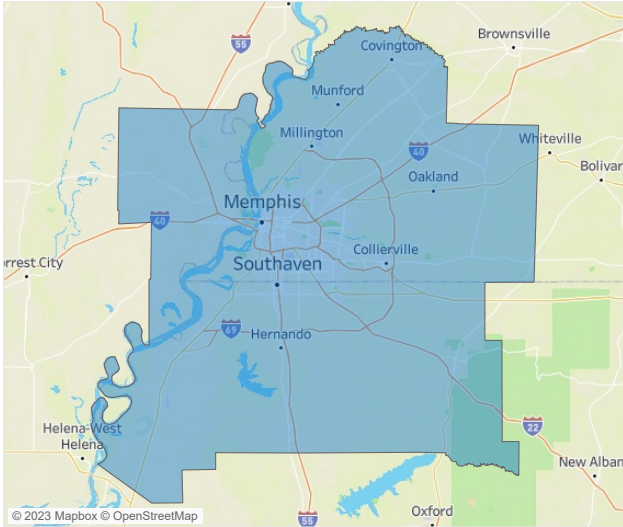 Covington
Brownsville
55
Munford
Millington
40
Whiteville
Oakland
Bolivar
Memphis
40
Collierville
rrest City
Southaven
69
Hernando
Helena-West
Helena
22
New Alban
Oxford
55
© 2023 Mapbox © OpenStreetMap